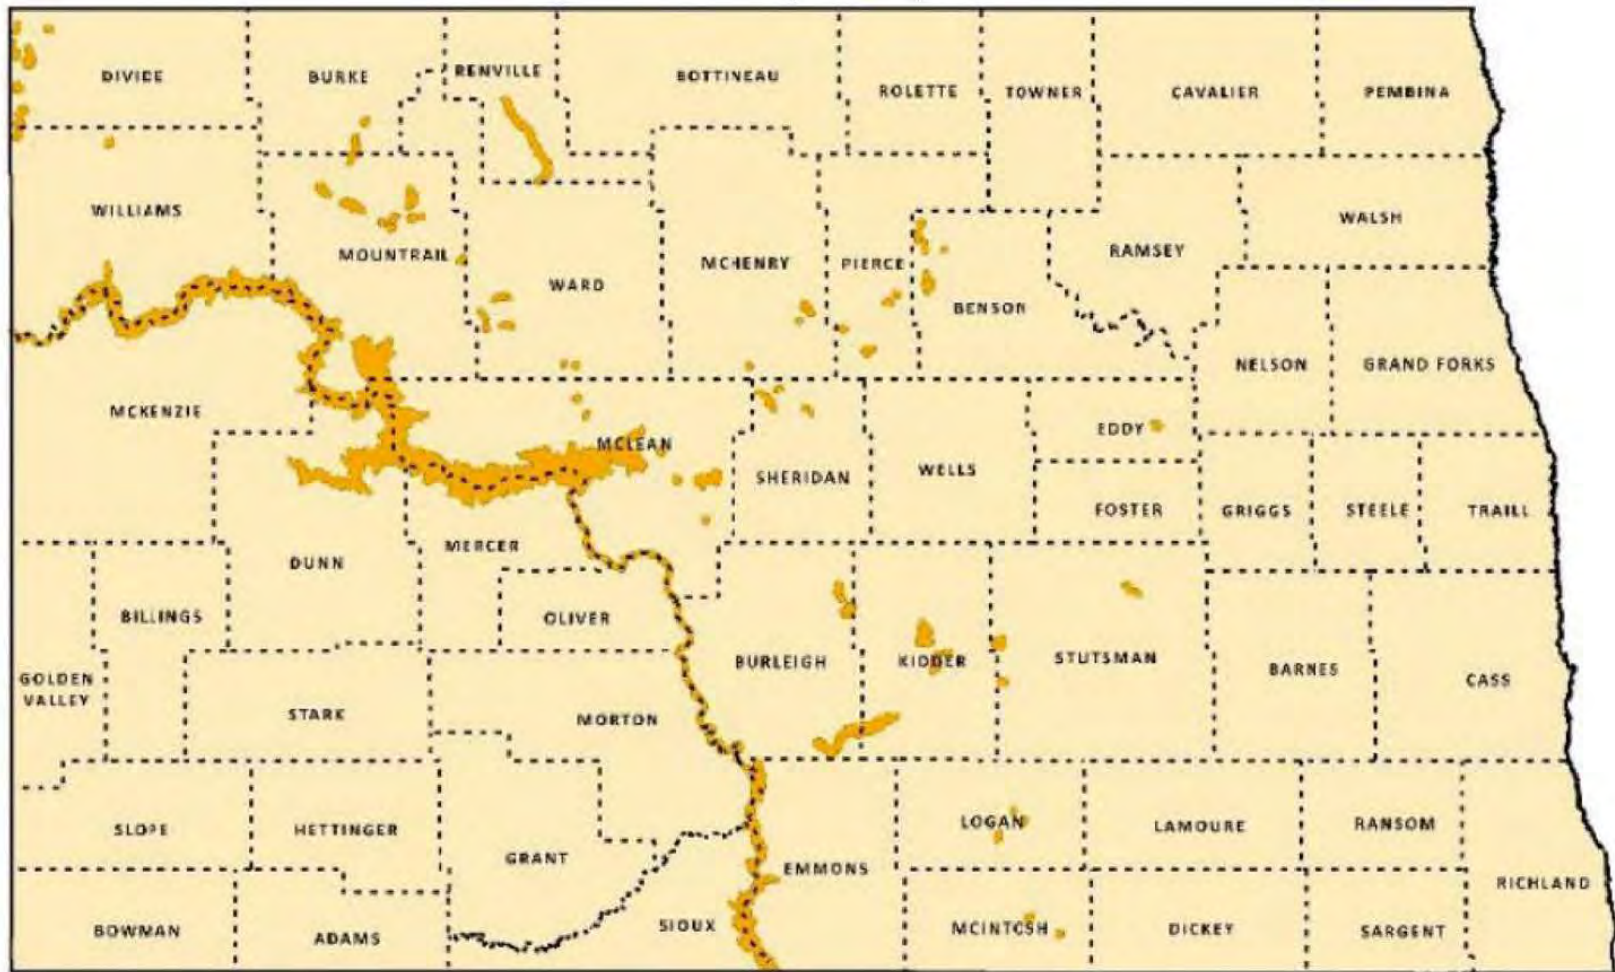 DIVIDE
BURKE
RENVILLE
BOTTINEAU
ROLETTE
TOWNER
CAVALIER
PEMBINA
WILLIAMS
MOUNTRAIL
WARD
MCHENRY
PIERCE
BENSON
RAMSEY
WALSH
NELSON
GRAND FORKS
MCKENZIE
MCLEAN
SHERIDAN
WELLS
EDDY
FOSTER
GRIGGS
STEELE
TRAILL
DUNN
MERCER
BILLINGS
OLIVER
BURLEIGH
KIDDER
STUTSMAN
BARNES
CASS
GOLDEN
VALLEY
STARK
MORTON
SLOPE
HETTINGER
GRANT
EMMONS
LOGAN
LAMOURE
RANSOM
RICHLAND
BOWMAN
ADAMS
SIOUX
MCINTOSH
DICKEY
SARGENT